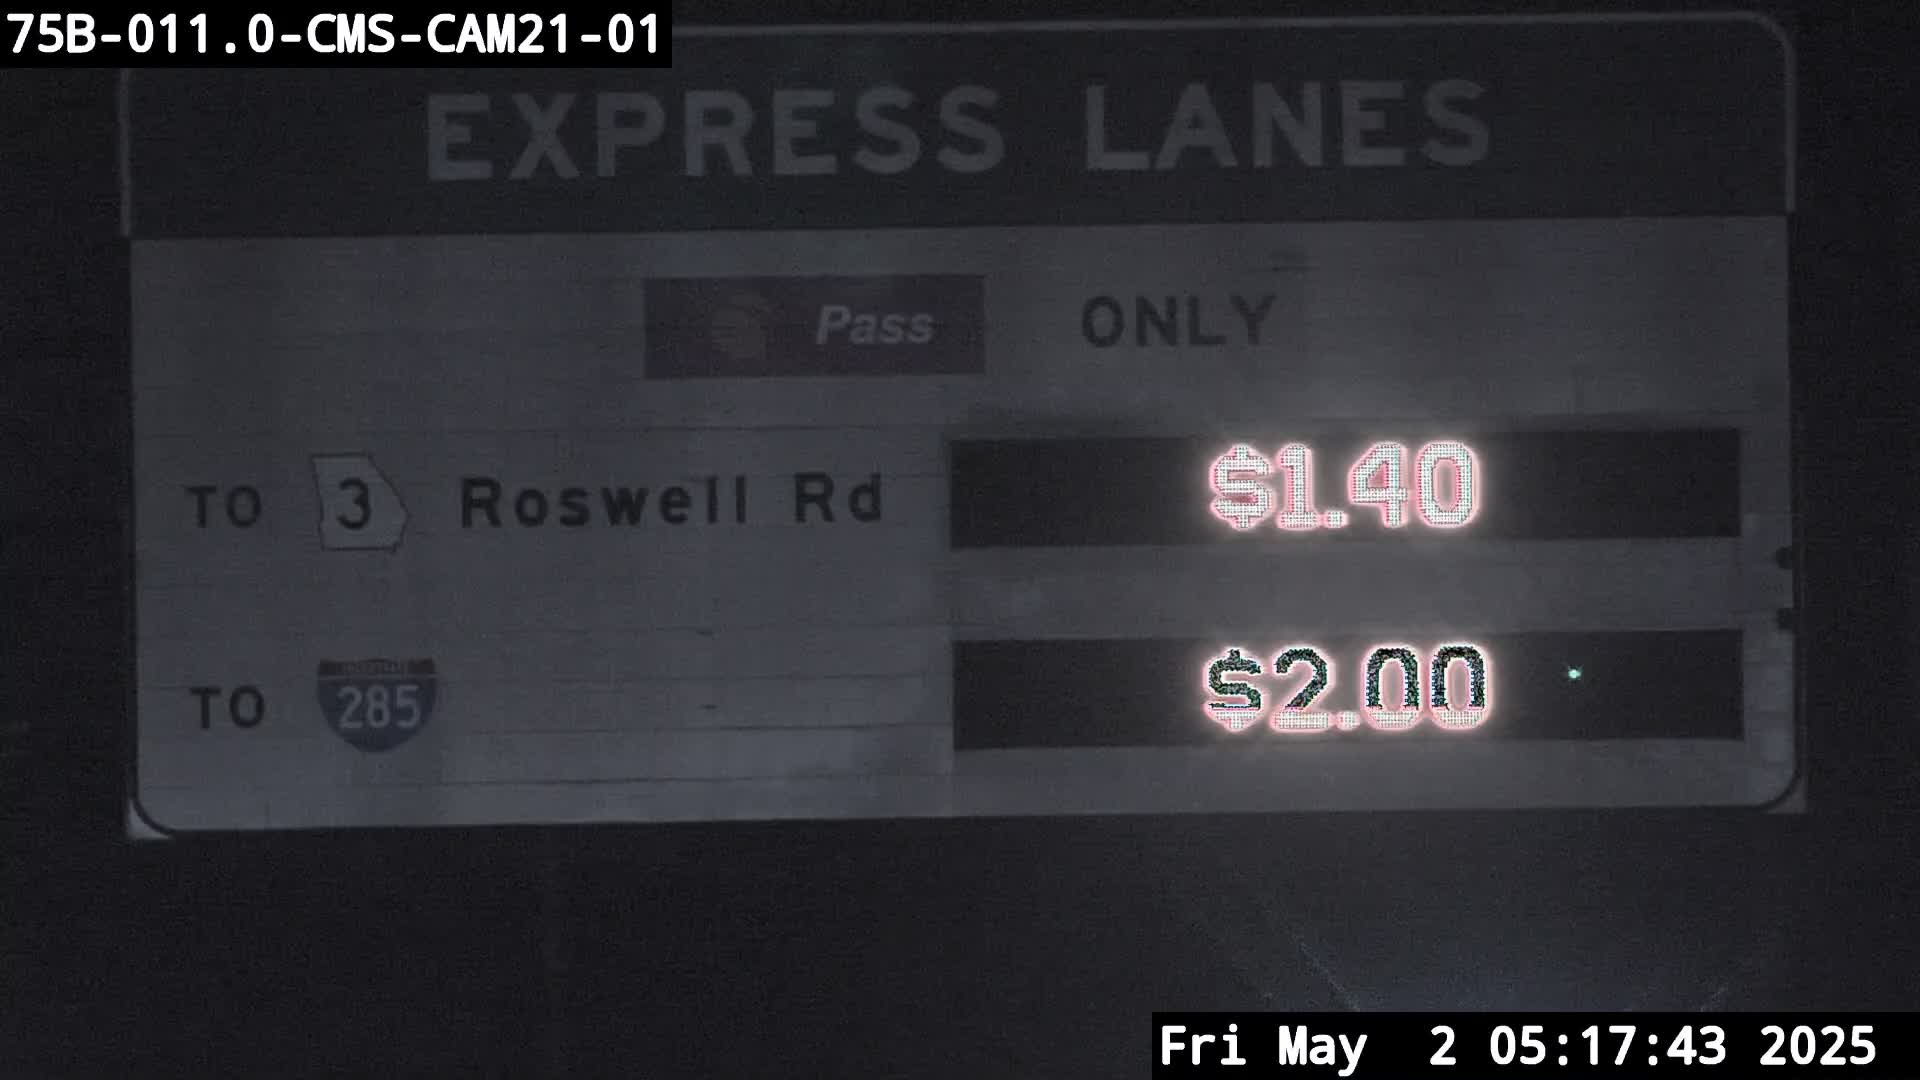 75B-011.0-CMS-CAM21-01
EXPRESS LANES
Pass ONLY
TO 3 Roswell Rd $1.40
TO 285 $2.00
Fri May 2 05:17:43 2025